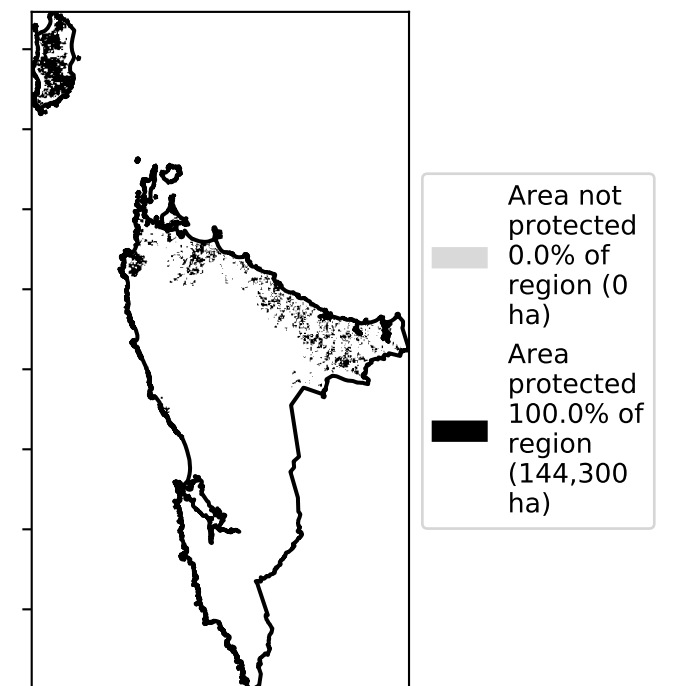 Area not
protected
0.0% of
region (0
ha)
Area
protected
100.0% of
region
(144,300
ha)